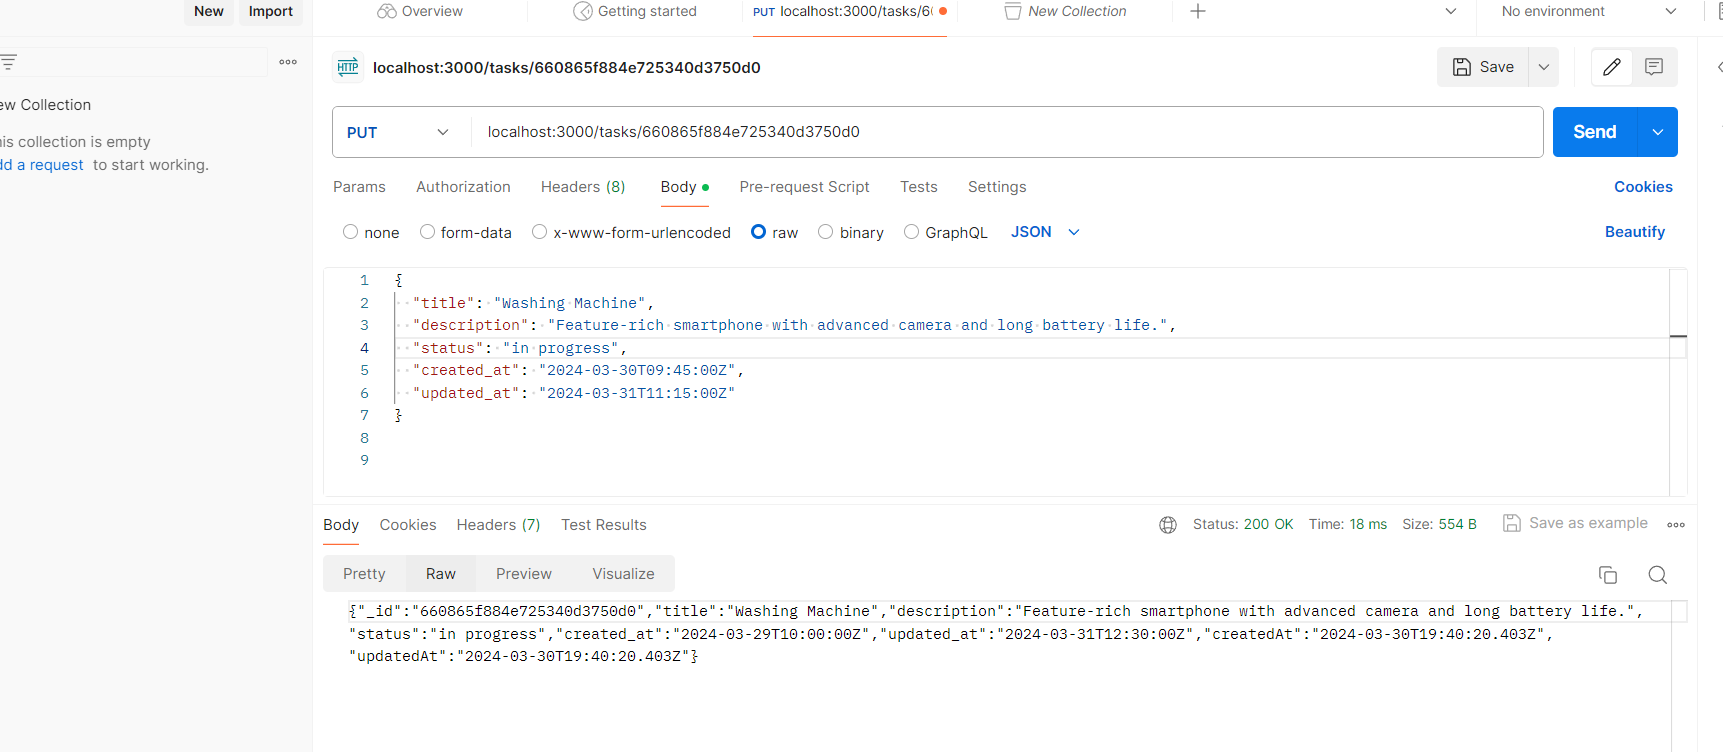 New Import Overview Getting started PUT localhost:3000/tasks/6 New Collection No environment
HTTP localhost:3000/tasks/660865f884e725340d3750d0 Save
ew Collection
is collection is empty
dd a request to start working.
PUT localhost:3000/tasks/660865f884e725340d3750d0 Send
Params Authorization Headers (8) Body Pre-request Script Tests Settings Cookies
none form-data x-www-form-urlencoded raw binary GraphQL JSON Beautify
1 {
2 "title": "Washing Machine",
3 "description": "Feature-rich smartphone with advanced camera and long battery life.",
4 "status": "in progress",
5 "created_at": "2024-03-30T09:45:00Z",
6 "updated_at": "2024-03-31T11:15:00Z"
7 }
8
9
Body Cookies Headers (7) Test Results Status: 200 OK Time: 18 ms Size: 554 B Save as example
Pretty Raw Preview Visualize
{"_id":"660865f884e725340d3750d0","title":"Washing Machine","description":"Feature-rich smartphone with advanced camera and long battery life.",
"status":"in progress","created_at":"2024-03-29T10:00:00Z","updated_at":"2024-03-31T12:30:00Z","createdAt":"2024-03-30T19:40:20.403Z",
"updatedAt":"2024-03-30T19:40:20.403Z"}